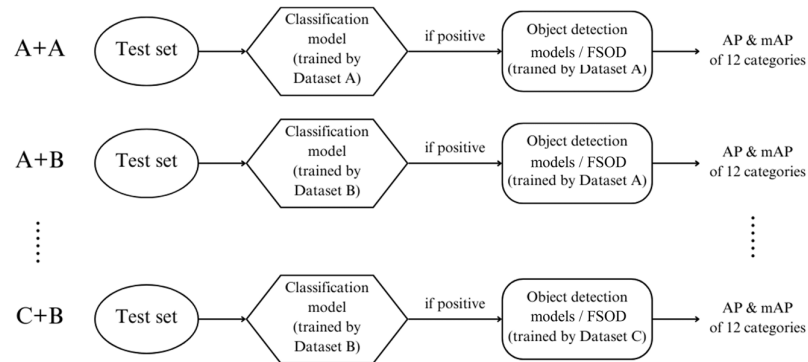 A+A
Test set
Classification
model
(trained by
Dataset A)
if positive
Object detection
models / FSOD
(trained by Dataset A)
AP & mAP
of 12 categories
A+B
Test set
Classification
model
(trained by
Dataset B)
if positive
Object detection
models / FSOD
(trained by Dataset A)
AP & mAP
of 12 categories
C+B
Test set
Classification
model
(trained by
Dataset B)
if positive
Object detection
models / FSOD
(trained by Dataset C)
AP & mAP
of 12 categories